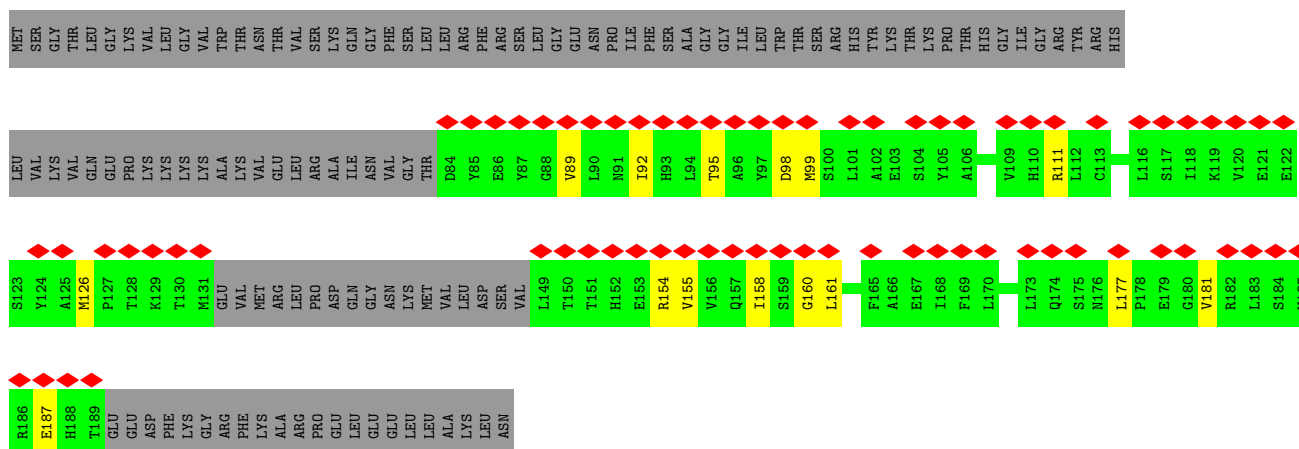 MET SER GLY THR LEU GLY LYS VAL LEU GLY VAL TRP THR ASN THR VAL SER LYS GLN GLY PHE SER LEU LEU ARG PHE ARG SER LEU GLY GLU ASN PRO ILE PHE SER ALA GLY GLY ILE LEU TRP THR SER ARG HIS TYR LYS THR LYS PRO THR HIS GLY ILE GLY ARG TYR ARG HIS
LEU VAL LYS VAL GLN GLU PRO LYS LYS LYS LYS ALA LYS VAL GLU LEU ARG ALA ILE ASN VAL GLY THR D84 Y85 E86 Y87 G88 V89 L90 N91 I92 H93 L94 T95 A96 Y97 D98 M99 S100 L101 A102 E103 S104 Y105 A106 V109 H110 R111 L112 C113 L116 S117 I118 K119 V120 E121 E122
S123 Y124 A125 M126 P127 T128 K129 T130 M131 GLU VAL MET ARG LEU PRO ASP GLN GLY ASN LYS MET VAL LEU ASP SER VAL L149 T150 T151 H152 E153 R154 V155 V156 Q157 I158 S159 G160 L161 F165 A166 E187 I168 F169 L170 L173 Q174 S175 N176 L177 P178 E179 G180 V181 R182 L183 S184
R186 E187 H188 T189 GLU GLU ASP PHE LYS GLY ARG PHE LYS ALA ARG PRO GLU LEU GLU GLU LEU LEU ALA LYS LEU ASN